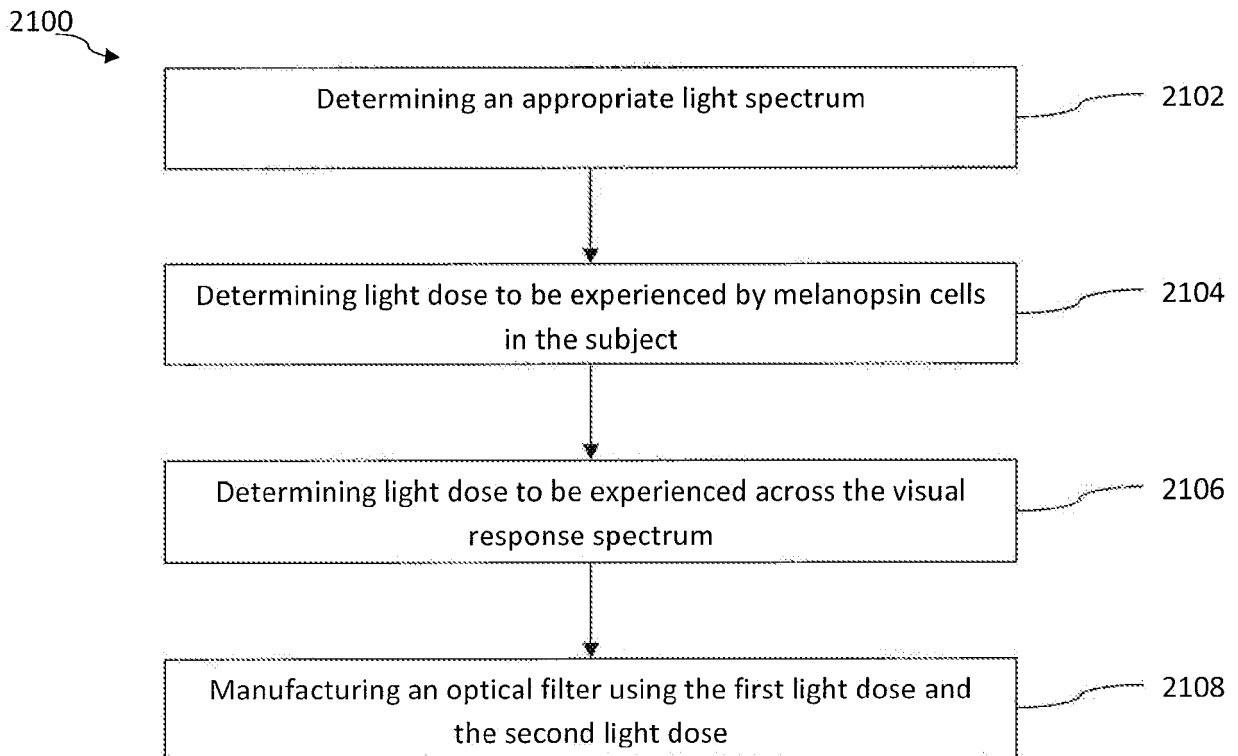 2100
Determining an appropriate light spectrum
2102
Determining light dose to be experienced by melanopsin cells
in the subject
2104
Determining light dose to be experienced across the visual
response spectrum
2106
Manufacturing an optical filter using the first light dose and
the second light dose
2108